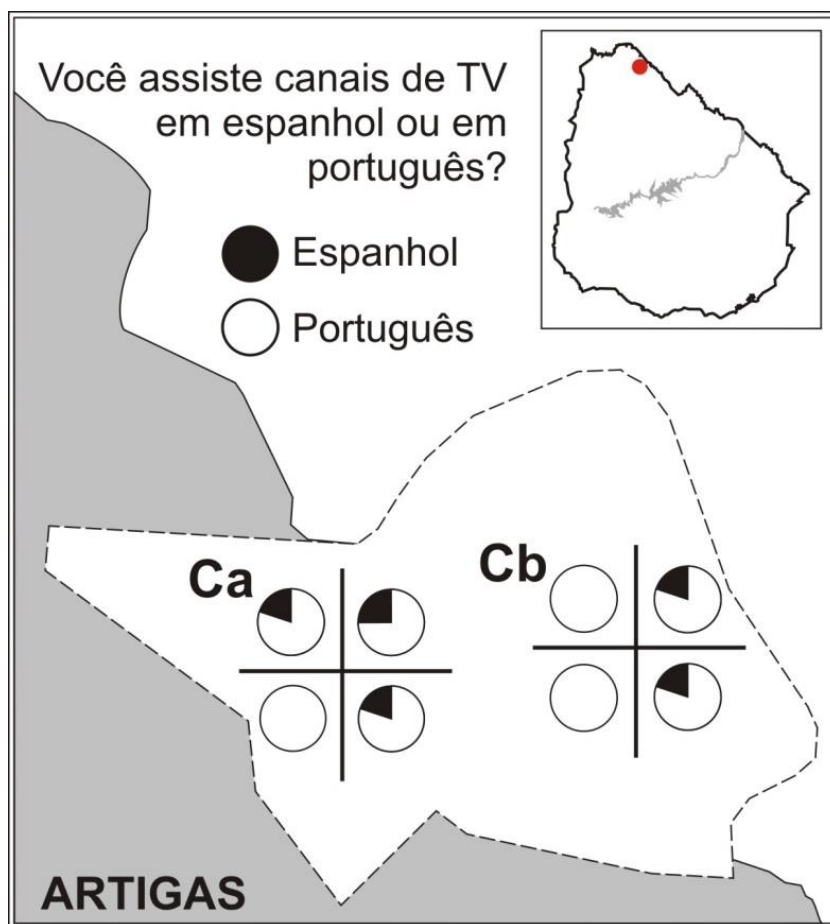 Você assiste canais de TV
em espanhol ou em
português?
Espanhol
Português
Ca
Cb
ARTIGAS